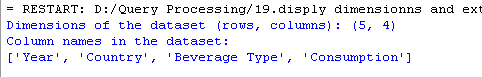 = RESTART: D:/Query Processing/19.disply dimensionns and ext
Dimensions of the dataset (rows, columns): (5, 4)
Column names in the dataset:
['Year', 'Country', 'Beverage Type', 'Consumption']